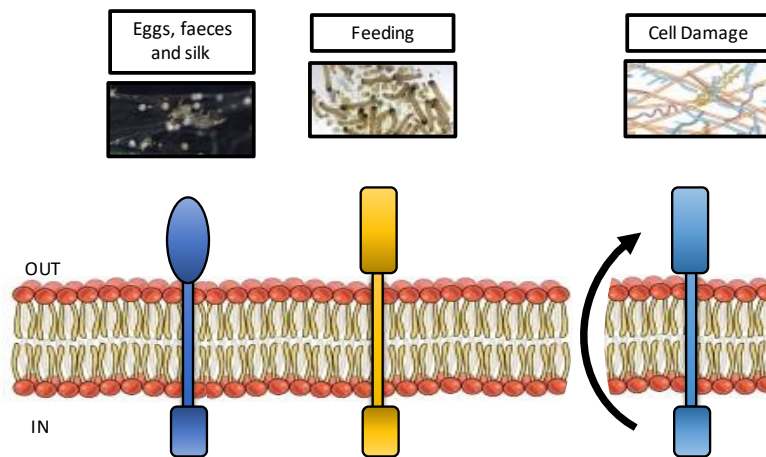 Eggs, faeces
and silk
Feeding
Cell Damage
OUT
IN